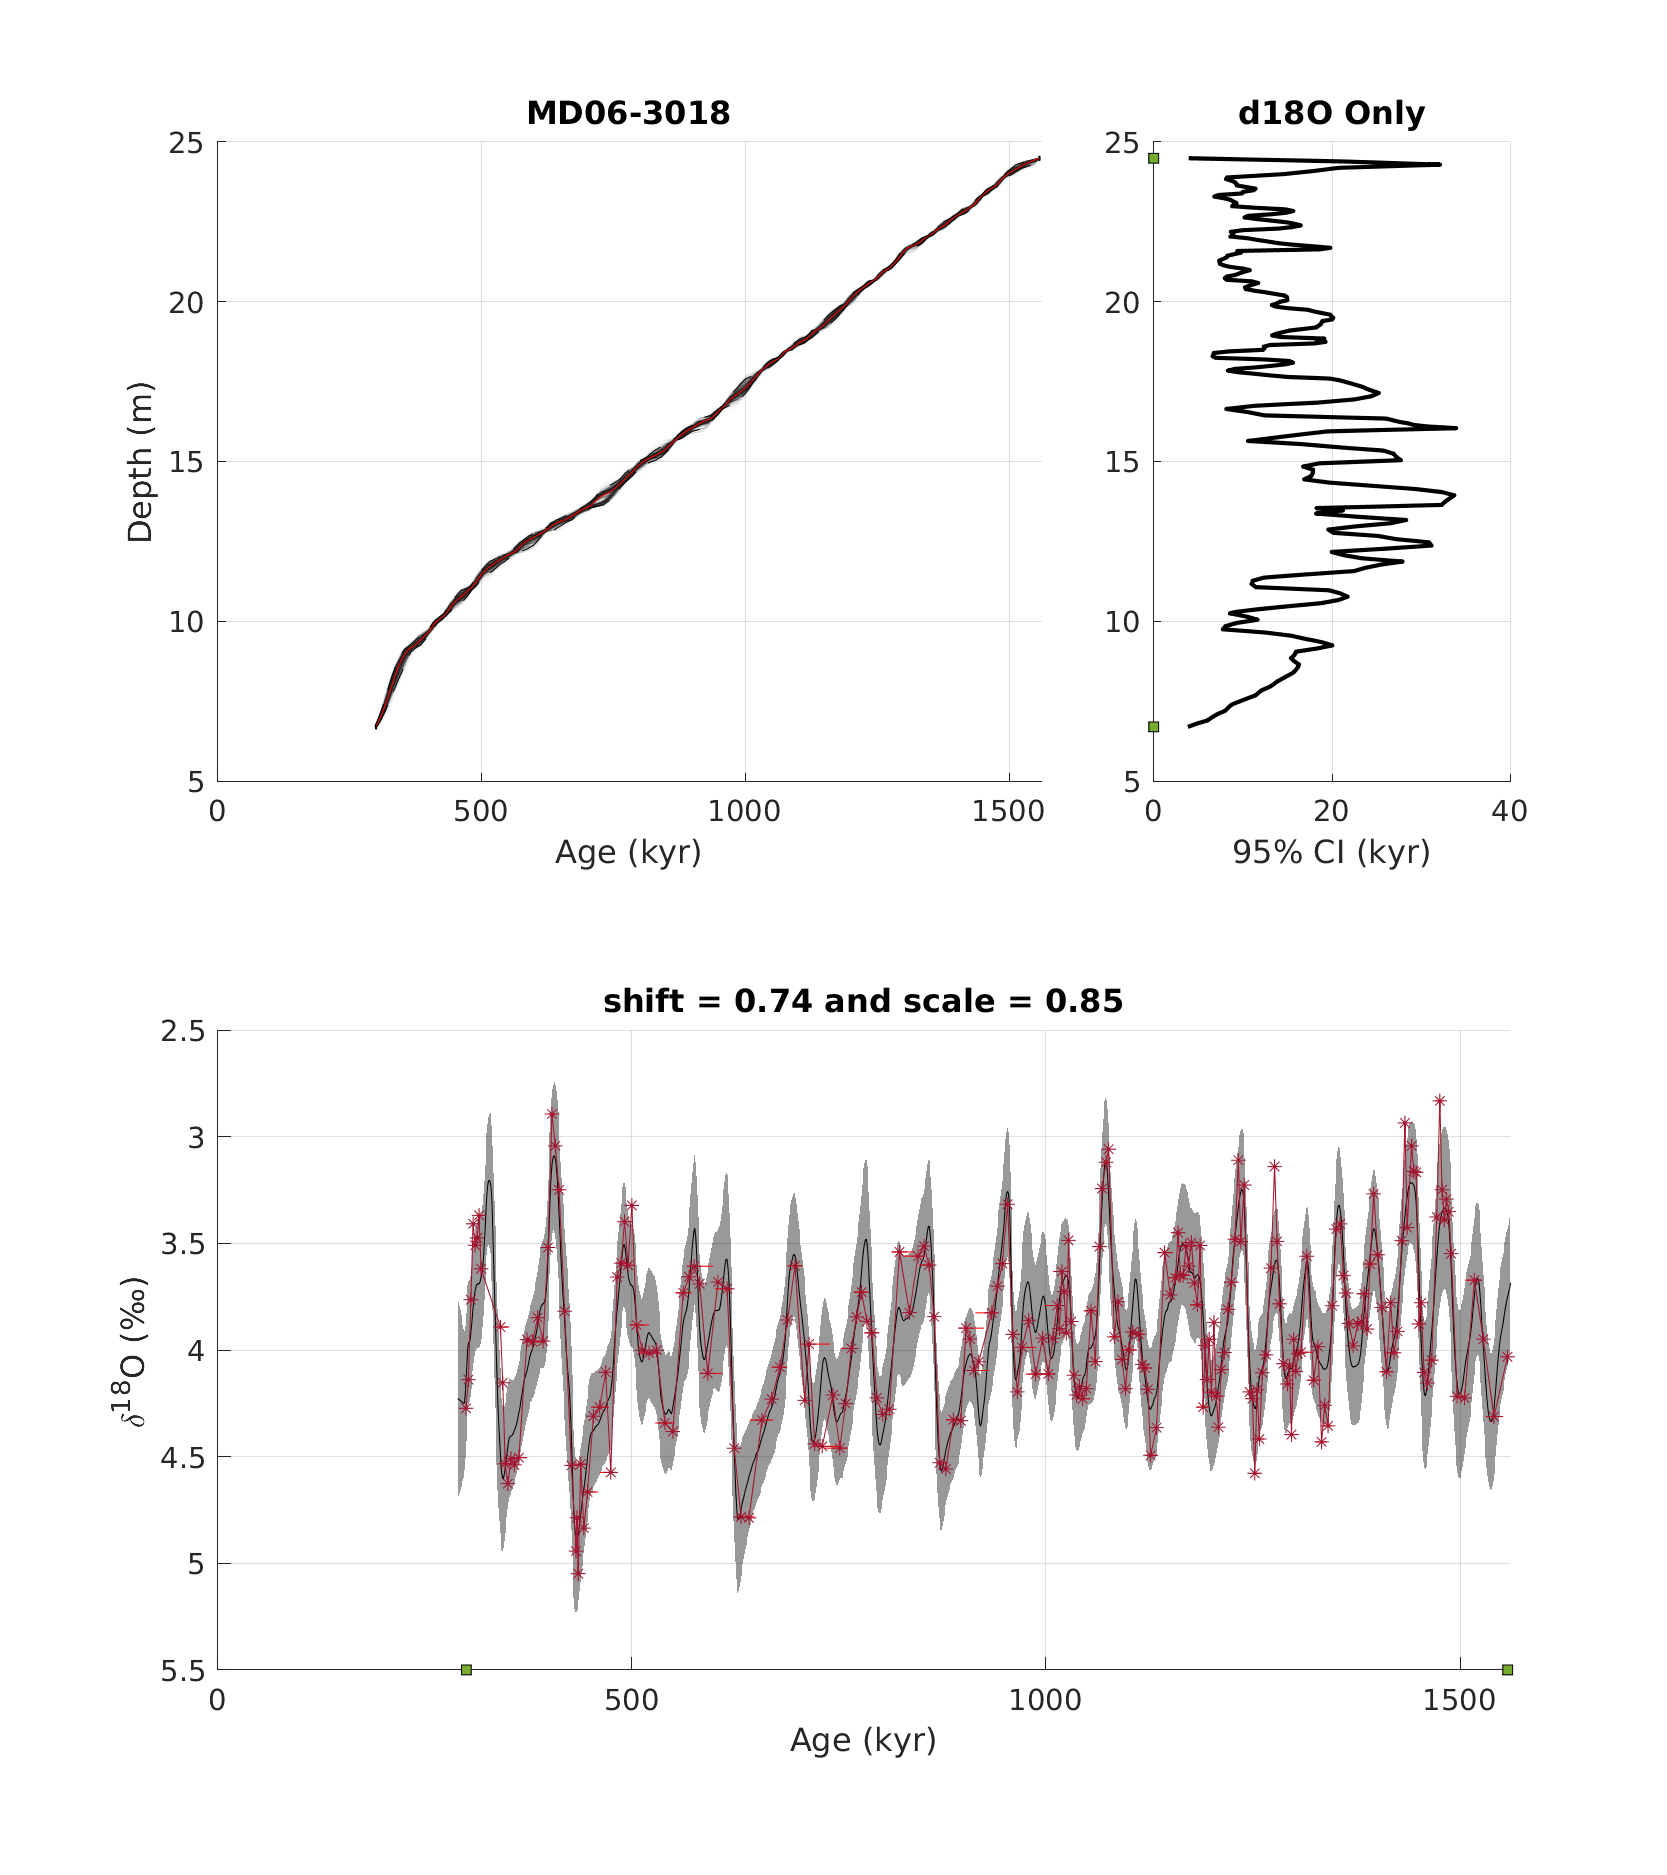 MD06-3018
25
20
15
10
5
Depth (m)
0 500 1000 1500
Age (kyr)
d18O Only
25
20
15
10
5
0 20 40
95% CI (kyr)
shift = 0.74 and scale = 0.85
2.5
3
3.5
4
4.5
5
5.5
δ¹⁸O (‰)
0 500 1000 1500
Age (kyr)